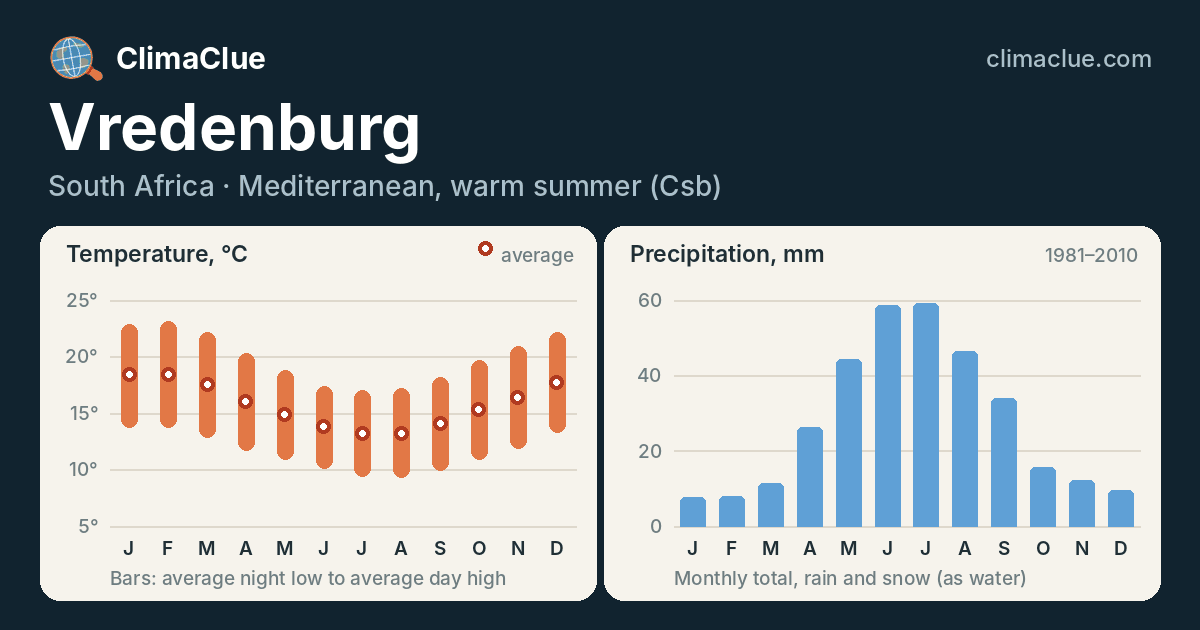 ClimaClue
climaclue.com
Vredenburg
South Africa · Mediterranean, warm summer (Csb)
Temperature, °C
average
25°
20°
15°
10°
5°
J F M A M J J A S O N D
Bars: average night low to average day high
Precipitation, mm
1981–2010
60
40
20
0
J F M A M J J A S O N D
Monthly total, rain and snow (as water)